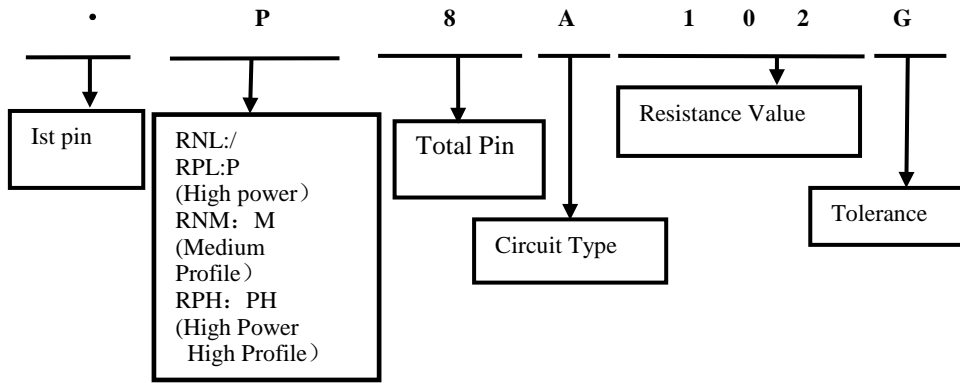 • P 8 A 1 0 2 G
Ist pin
RNL:/
RPL:P
(High power）
RNM：M
(Medium
Profile）
RPH：PH
(High Power
High Profile）
Total Pin
Circuit Type
Resistance Value
Tolerance